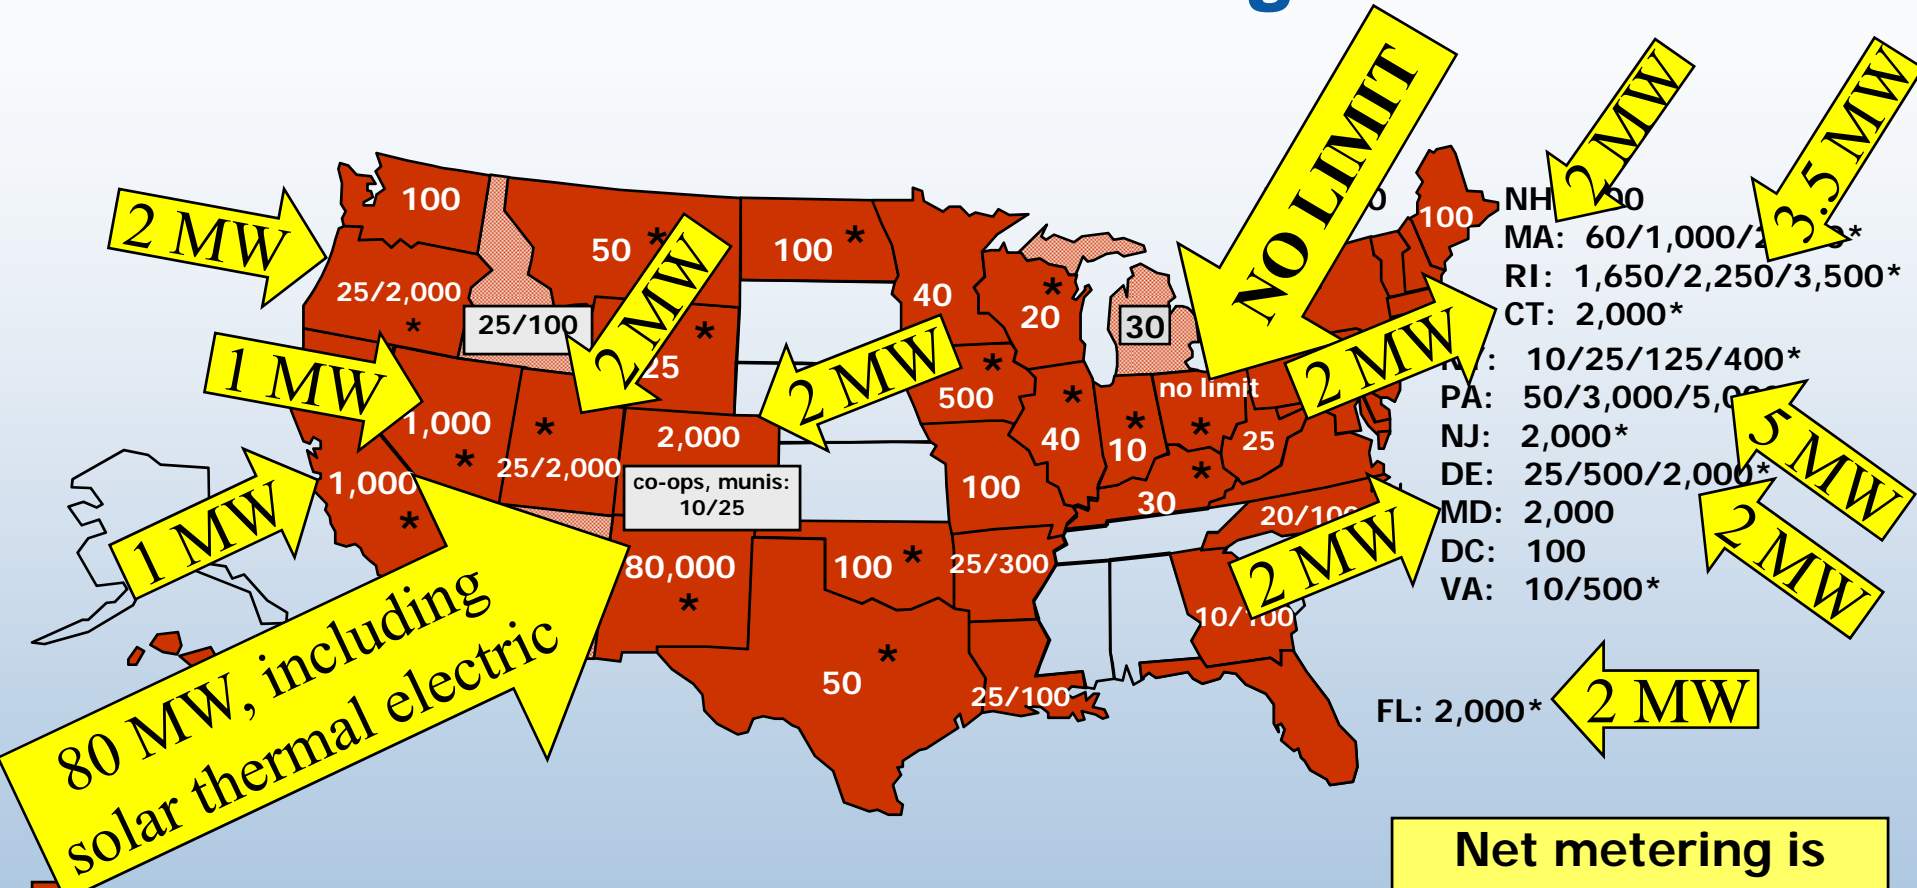 NO LIMIT
2 MW
3.5 MW
100
2 MW
50 *
100 *
2 MW
25/2,000
*
25/100
*
25
40
*
20
30
100
MA: 60/1,000/
RI: 1,650/2,250/3,500*
CT: 2,000*
10/25/125/400*
PA: 50/3,000/
NJ: 2,000*
DE: 25/500/2,000*
MD: 2,000
DC: 100
VA: 10/500*
1 MW
2 MW
2 MW
5 MW
1,000
*
*
25/2,000
2,000
co-ops, munis:
10/25
*
500
*
40
*
10
no limit
*
25
1 MW
1,000
*
100
*
30
20/100
2 MW
2 MW
80,000
*
100 *
25/300
10/100
80 MW, including
solar thermal electric
50 *
25/100
FL: 2,000*
2 MW
Net metering is